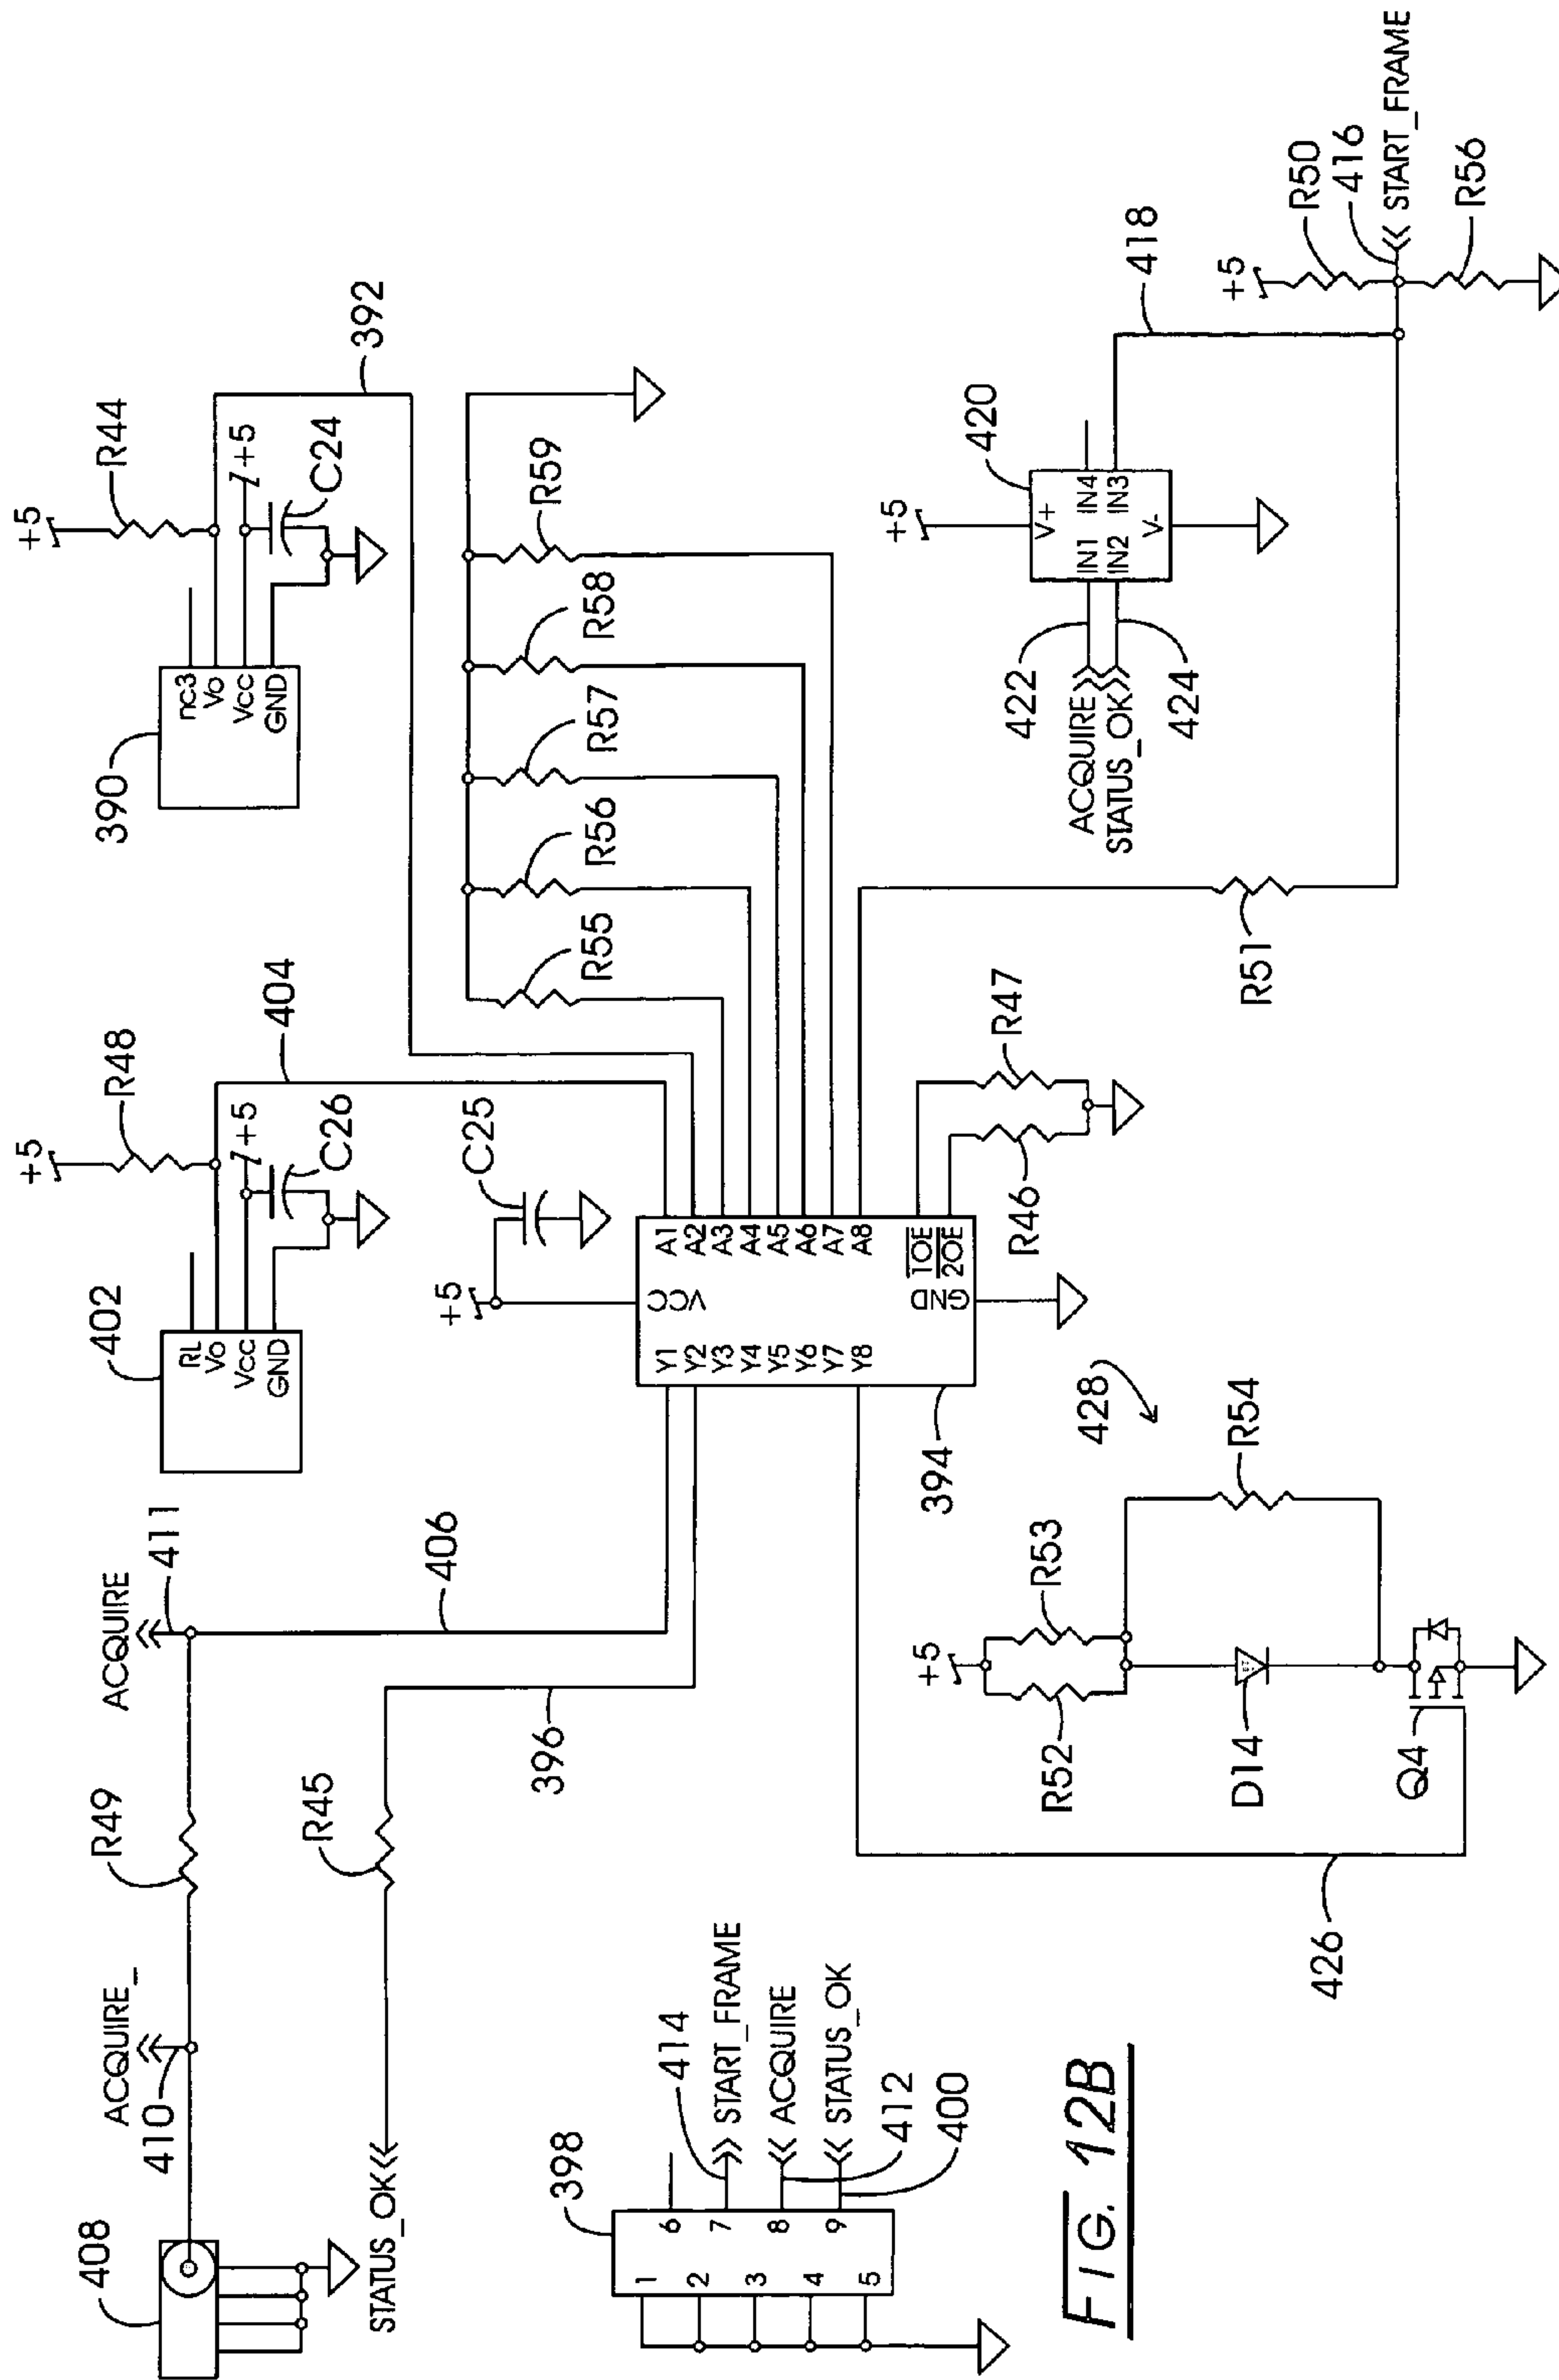 408
410
ACQUIRE_
R49
ACQUIRE
411
STATUS_OK
R45
396
406
402
RL
Vo
Vcc
GND
+5
R48
+5
C26
404
390
nc3
Vo
Vcc
GND
+5
R44
+5
C24
392
+5
C25
R55
R56
R57
R58
R59
VCC
Y1
Y2
Y3
Y4
Y5
Y6
Y7
Y8
A1
A2
A3
A4
A5
A6
A7
A8
1OE
2OE
GND
394
R46
R47
398
1
2
3
4
5
6
7
8
9
414
START_FRAME
ACQUIRE
STATUS_OK
412
400
426
+5
R52
R53
D14
Q4
R54
428
R51
ACQUIRE
STATUS_OK
422
424
+5
420
V+
IN1
IN2
IN4
IN3
V-
418
+5
R50
416
START_FRAME
R56
FIG. 12B